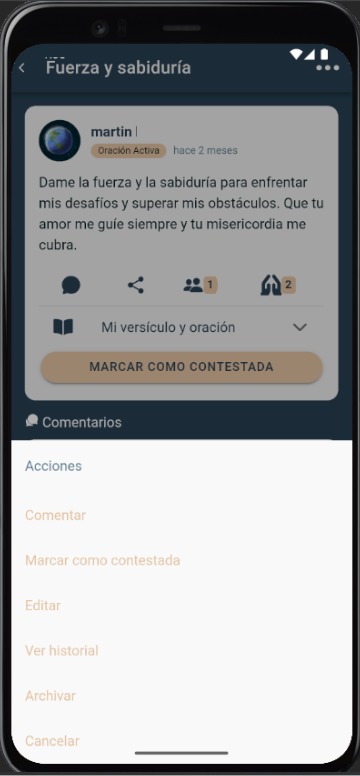 Fuerza y sabiduría
martin
Oración Activa hace 2 meses
Dame la fuerza y la sabiduría para enfrentar
mis desafíos y superar mis obstáculos. Que tu
amor me guíe siempre y tu misericordia me
cubra.
1 2
Mi versículo y oración
MARCAR COMO CONTESTADA
Comentarios
Acciones
Comentar
Marcar como contestada
Editar
Ver historial
Archivar
Cancelar